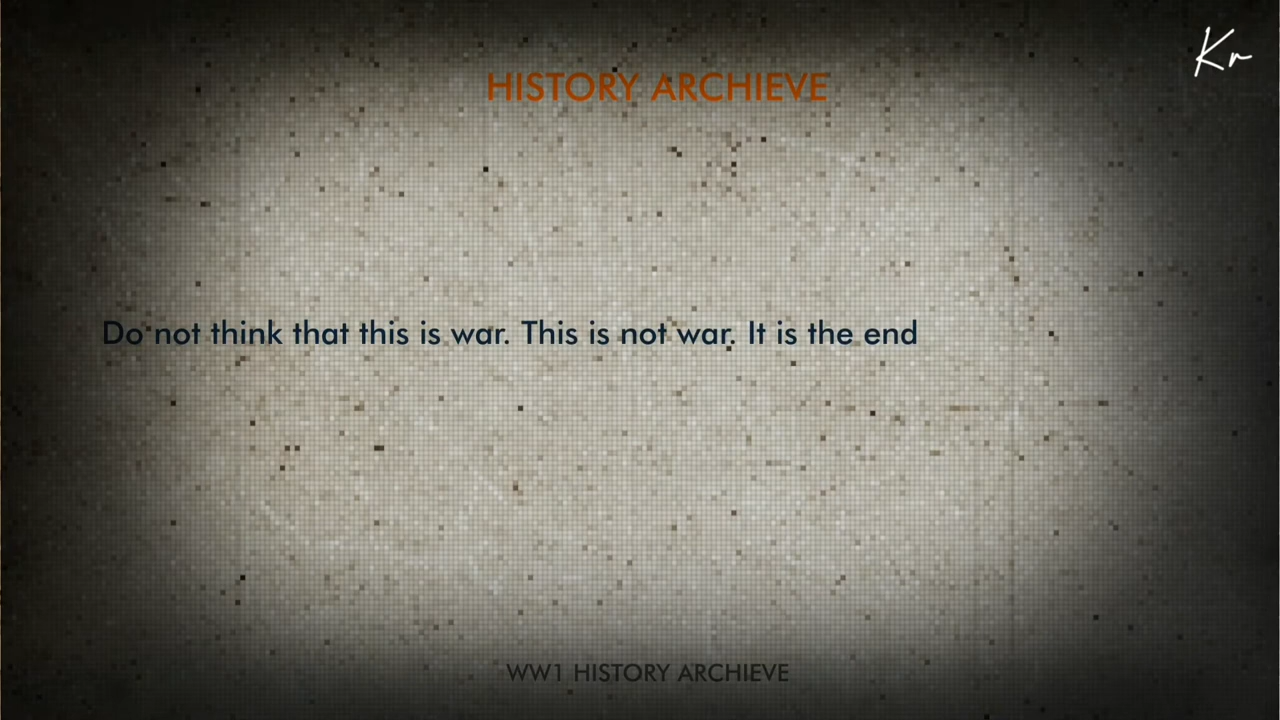 Kr
HISTORY ARCHIEVE
Do not think that this is war. This is not war. It is the end
WW1 HISTORY ARCHIEVE